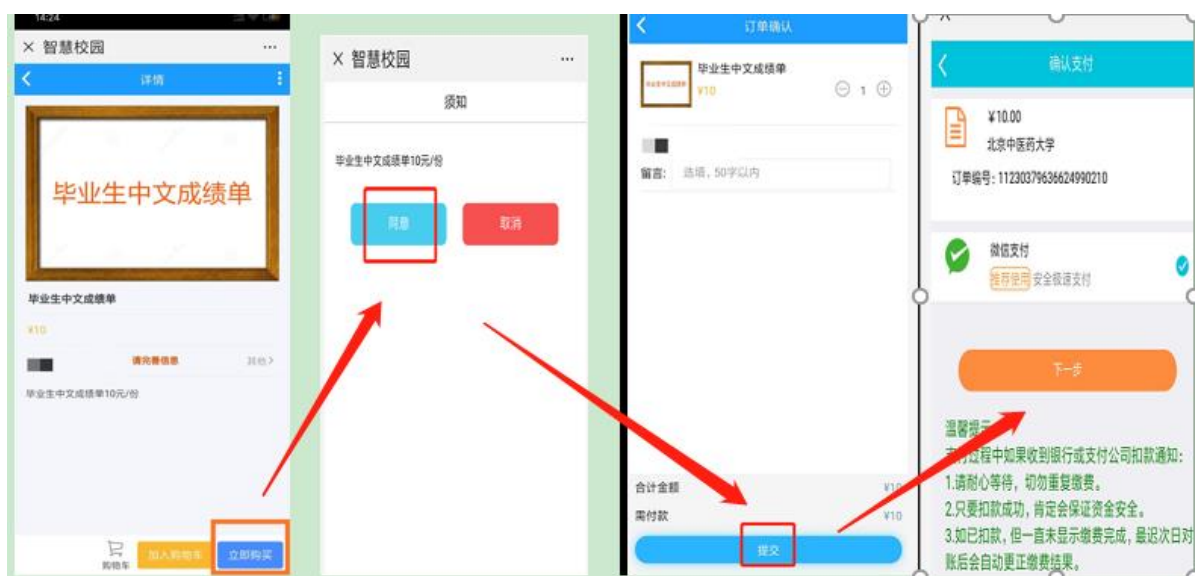 14:24
× 智慧校园 ···
详情
毕业生中文成绩单
毕业生中文成绩单
¥10
请完善信息 其他>
毕业生中文成绩单10元/份
购物车 加入购物车 立即购买
× 智慧校园 ···
须知
毕业生中文成绩单10元/份
同意 取消
订单确认
毕业生中文成绩单
¥10 1
留言: 选填, 50字以内
合计金额 ¥10
需付款 ¥10
提交
确认支付
¥10.00
北京中医药大学
订单编号: 11230379636624990210
微信支付
推荐使用 安全极速支付
下一步
温馨提示
支付过程中如果收到银行或支付公司扣款通知:
1.请耐心等待, 切勿重复缴费。
2.只要扣款成功, 肯定会保证资金安全。
3.如已扣款, 但一直未显示缴费完成, 最迟次日对
账后会自动更正缴费结果。